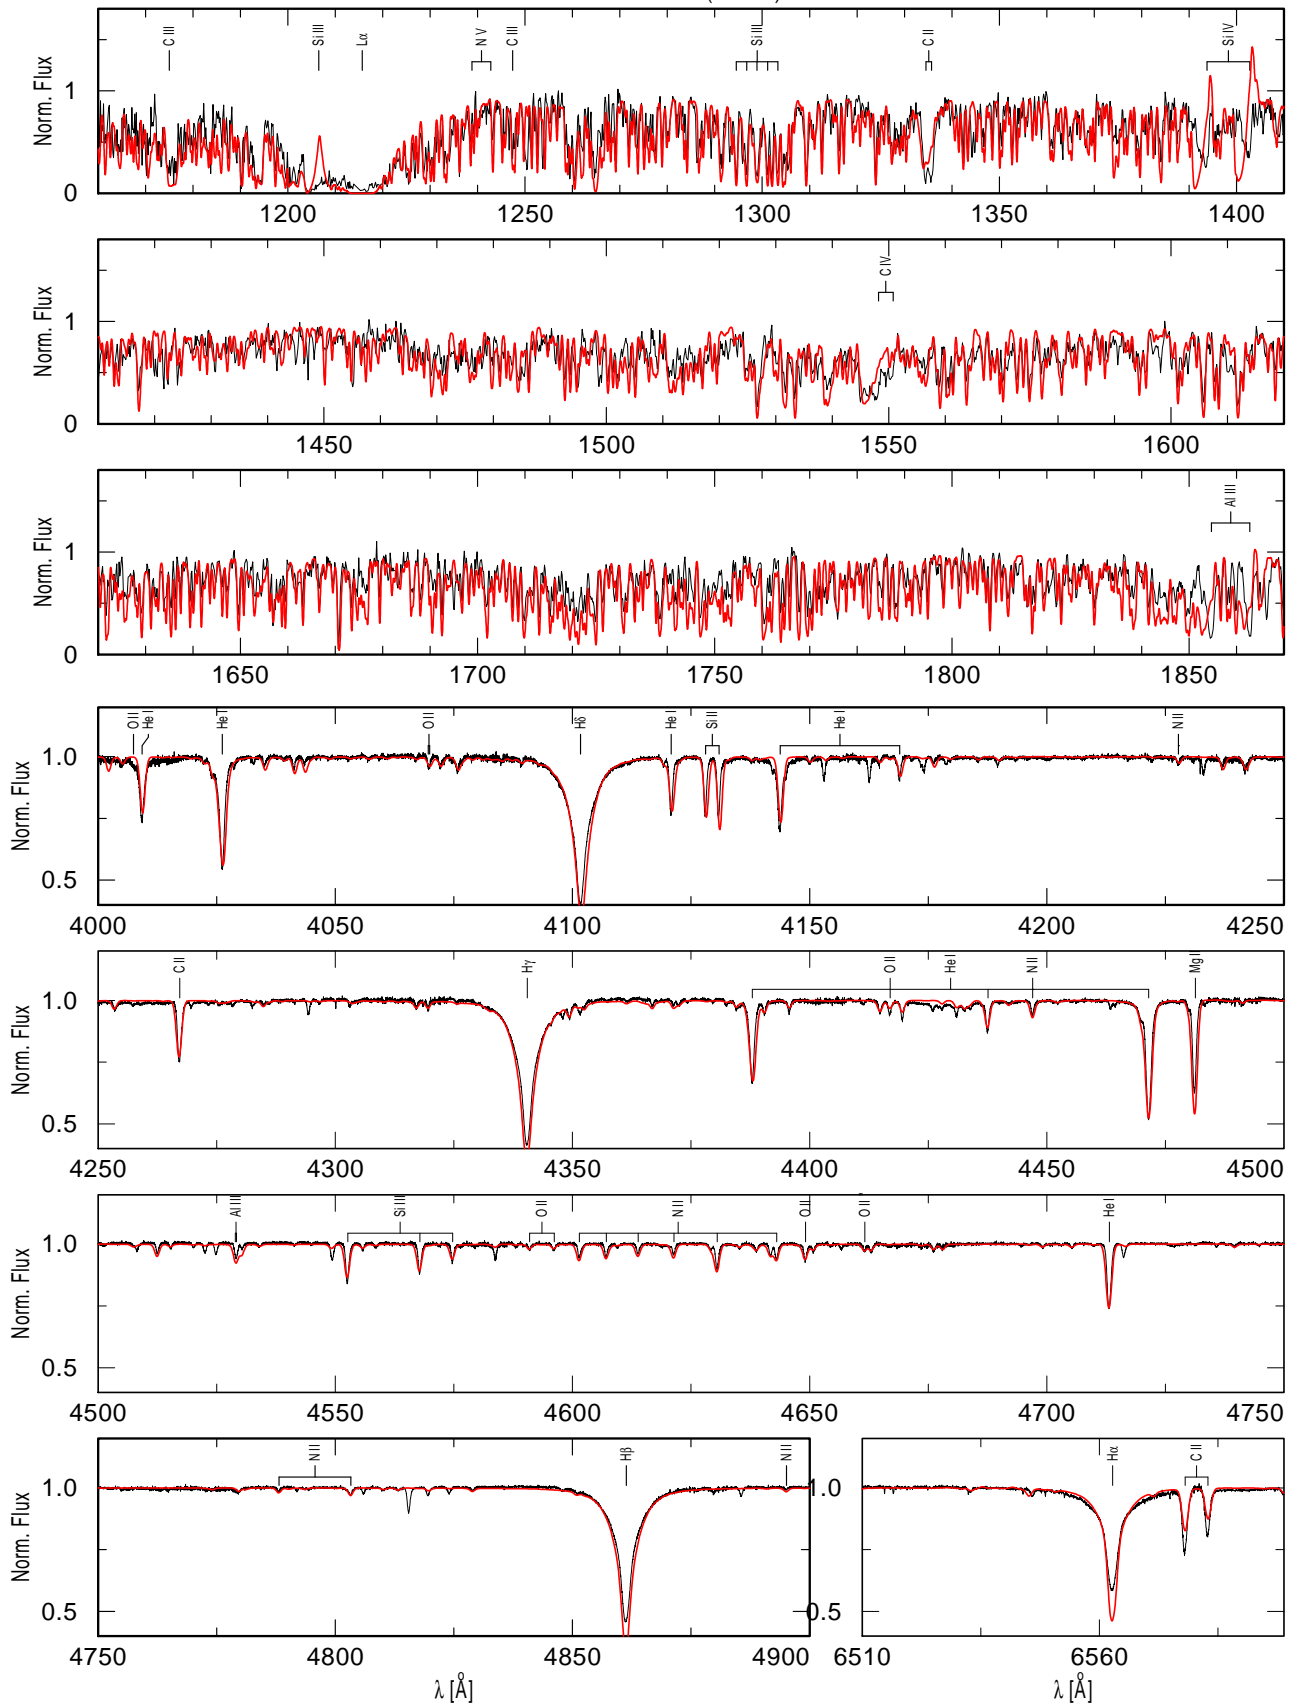 C III Si III Lα N V C III Si III C II Si IV
Norm. Flux
1
0
1200 1250 1300 1350 1400
C IV
Norm. Flux
1
0
1450 1500 1550 1600
Al III
Norm. Flux
1
0
1650 1700 1750 1800 1850
O II He I He I O II Hδ He I Si II He I N II
Norm. Flux
1.0
0.5
4000 4050 4100 4150 4200 4250
C II Hγ O II He I N II Mg II
Norm. Flux
1.0
0.5
4250 4300 4350 4400 4450 4500
Al III Si III O II N II O II O II He I
Norm. Flux
1.0
0.5
4500 4550 4600 4650 4700 4750
N II Hβ N II Hα C II
Norm. Flux
1.0 1.0
0.5 0.5
4750 4800 4850 4900 6510 6560
λ [Å] λ [Å]